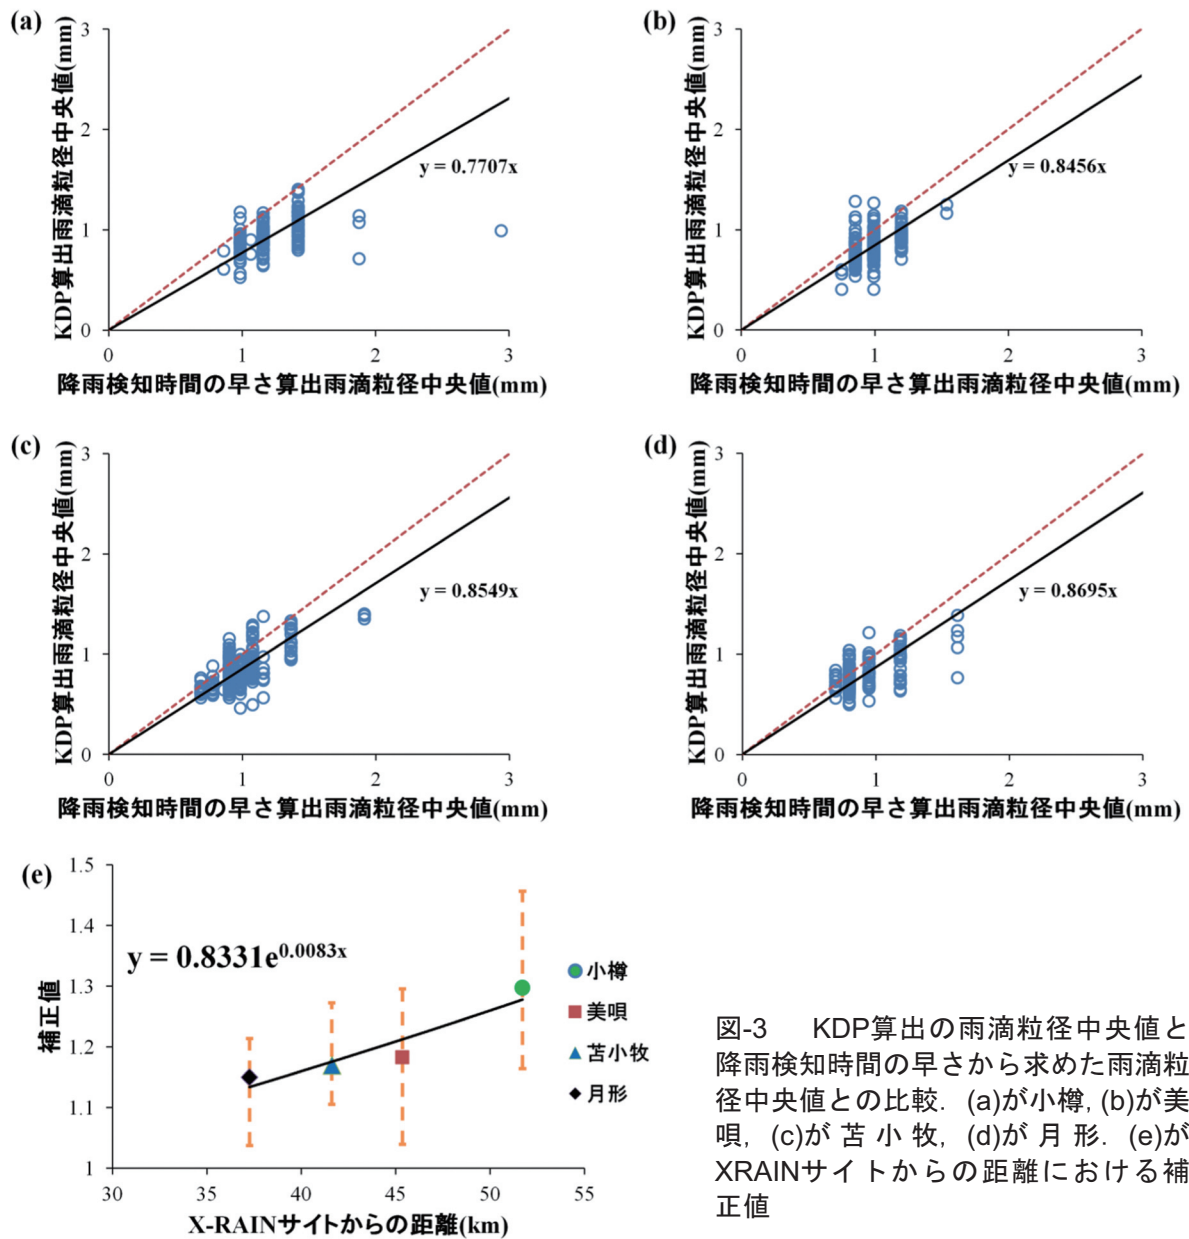 (a)
KDP算出雨滴粒径中央値(mm)
3
2
1
0
y = 0.7707x
0 1 2 3
降雨検知時間の早さ算出雨滴粒径中央値(mm)
(b)
KDP算出雨滴粒径中央値(mm)
3
2
1
0
y = 0.8456x
0 1 2 3
降雨検知時間の早さ算出雨滴粒径中央値(mm)
(c)
KDP算出雨滴粒径中央値(mm)
3
2
1
0
y = 0.8549x
0 1 2 3
降雨検知時間の早さ算出雨滴粒径中央値(mm)
(d)
KDP算出雨滴粒径中央値(mm)
3
2
1
0
y = 0.8695x
0 1 2 3
降雨検知時間の早さ算出雨滴粒径中央値(mm)
(e)
補正値
1.5
1.4
1.3
1.2
1.1
1
y = 0.8331e^0.0083x
小樽
美唄
苫小牧
月形
30 35 40 45 50 55
X-RAINサイトからの距離(km)
図-3 KDP算出の雨滴粒径中央値と
降雨検知時間の早さから求めた雨滴粒
径中央値との比較. (a)が小樽, (b)が美
唄, (c)が苫小牧, (d)が月形. (e)が
XRAINサイトからの距離における補
正値